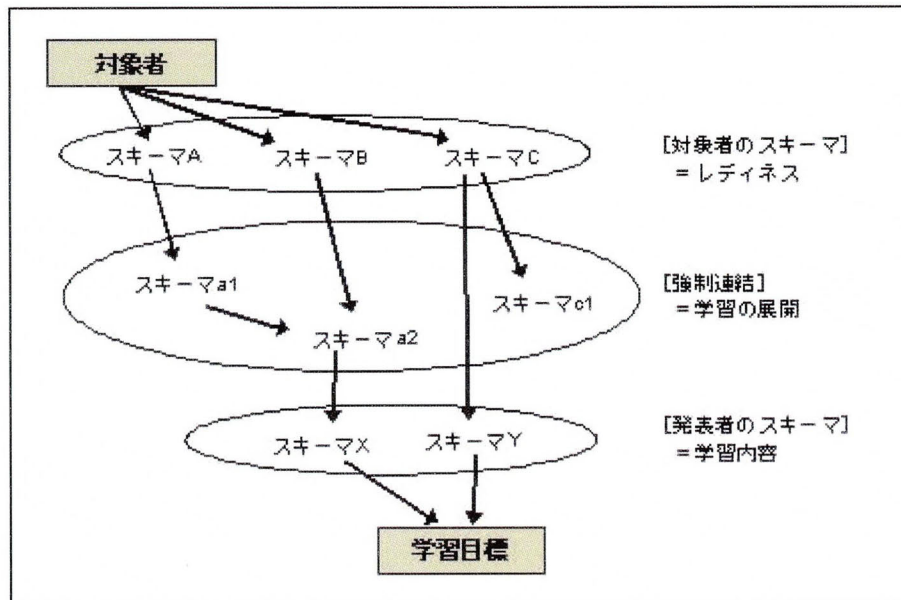 対象者
スキーマA スキーマB スキーマC
[対象者のスキーマ]
＝レディネス
スキーマa1
スキーマa2
スキーマc1
[強制連結]
＝学習の展開
スキーマX スキーマY
[発表者のスキーマ]
＝学習内容
学習目標